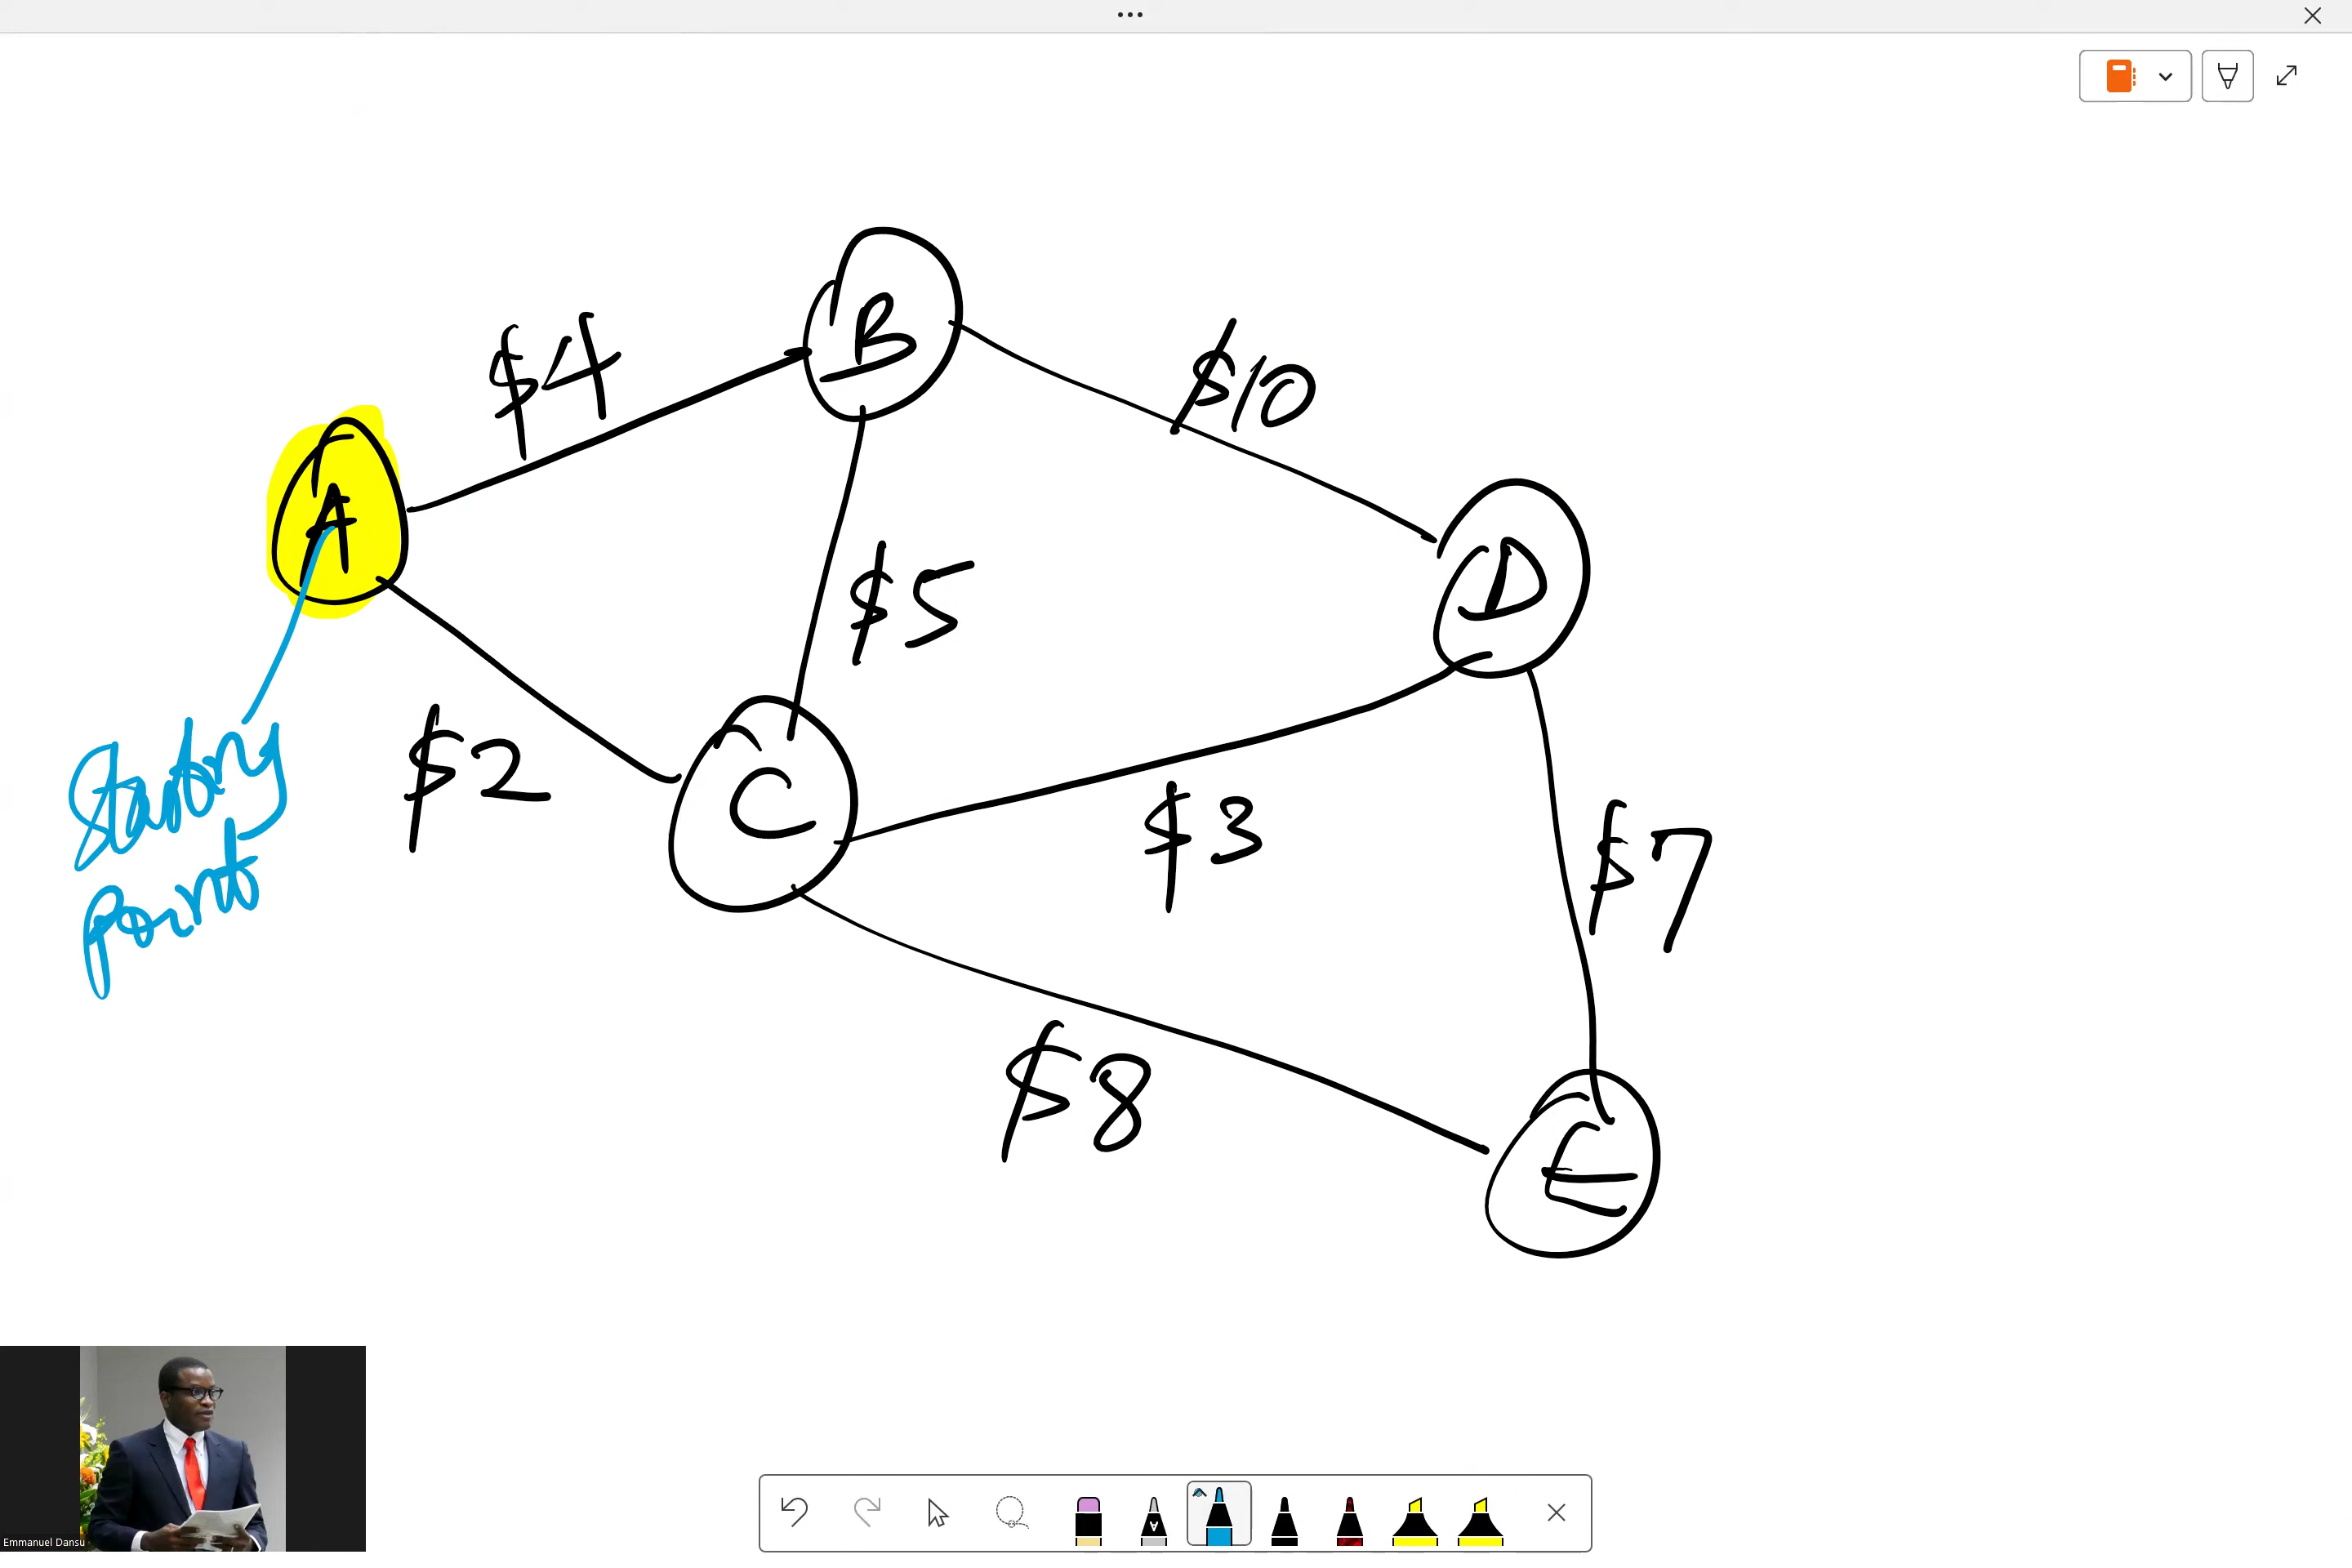 B
$4
$10
A
D
$5
Starting
point
$2
C
$3
$7
$8
E
Emmanuel Dansu